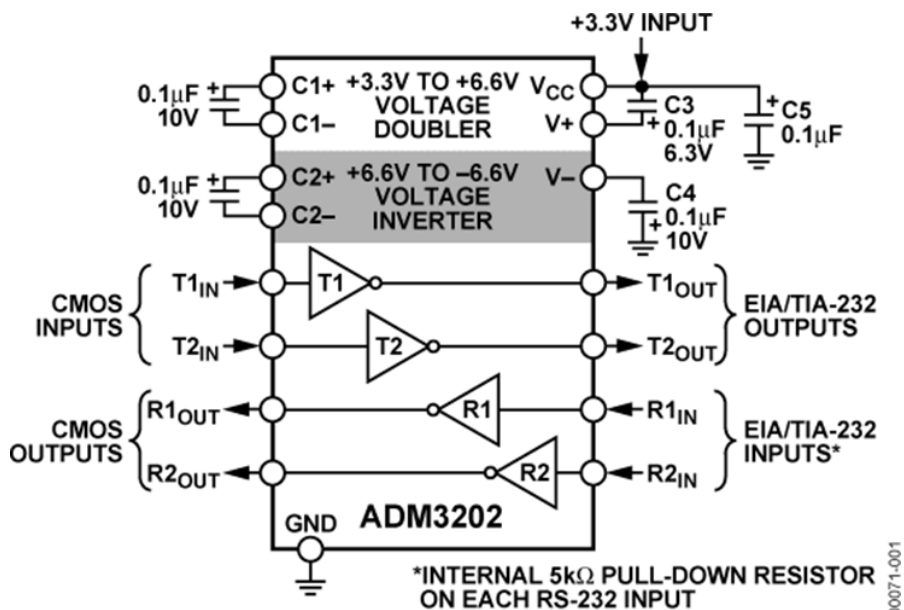 +3.3V INPUT
0.1μF
10V
+
C1+
C1–
+3.3V TO +6.6V
VOLTAGE
DOUBLER
VCC
V+
+
C3
0.1μF
6.3V
+
C5
0.1μF
0.1μF
10V
+
C2+
C2–
+6.6V TO –6.6V
VOLTAGE
INVERTER
V–
C4
0.1μF
+
10V
CMOS
INPUTS
T1IN
T1
T1OUT
T2IN
T2
T2OUT
EIA/TIA-232
OUTPUTS
CMOS
OUTPUTS
R1OUT
R1
R1IN
R2OUT
R2
R2IN
EIA/TIA-232
INPUTS*
GND
ADM3202
*INTERNAL 5kΩ PULL-DOWN RESISTOR
ON EACH RS-232 INPUT
00071-001